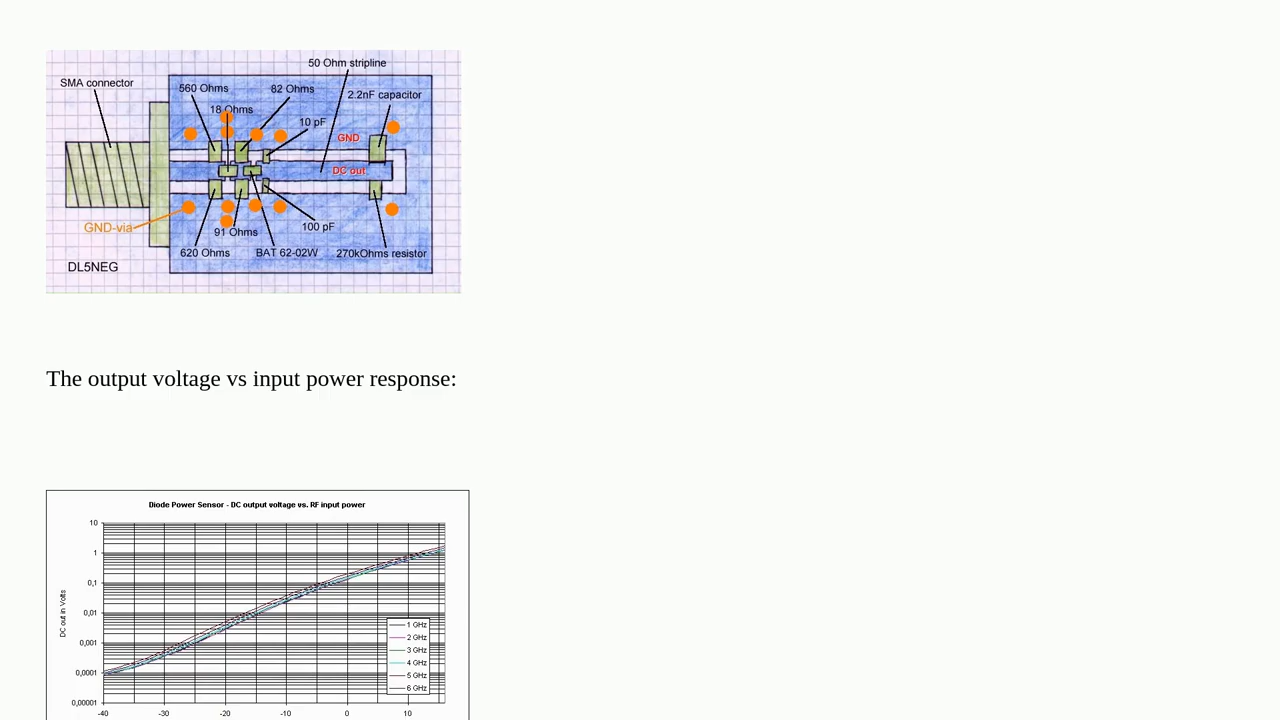 50 Ohm stripline
SMA connector
560 Ohms
82 Ohms
2.2nF capacitor
18 Ohms
10 pF
GND
DC out
GND-via
91 Ohms
100 pF
620 Ohms
BAT 62-02W
270kOhms resistor
DL5NEG
The output voltage vs input power response:
Diode Power Sensor - DC output voltage vs. RF input power
10
1
0,1
0,01
0,001
0,0001
0,00001
DC out in Volts
1 GHz
2 GHz
3 GHz
4 GHz
5 GHz
6 GHz
-40 -30 -20 -10 0 10